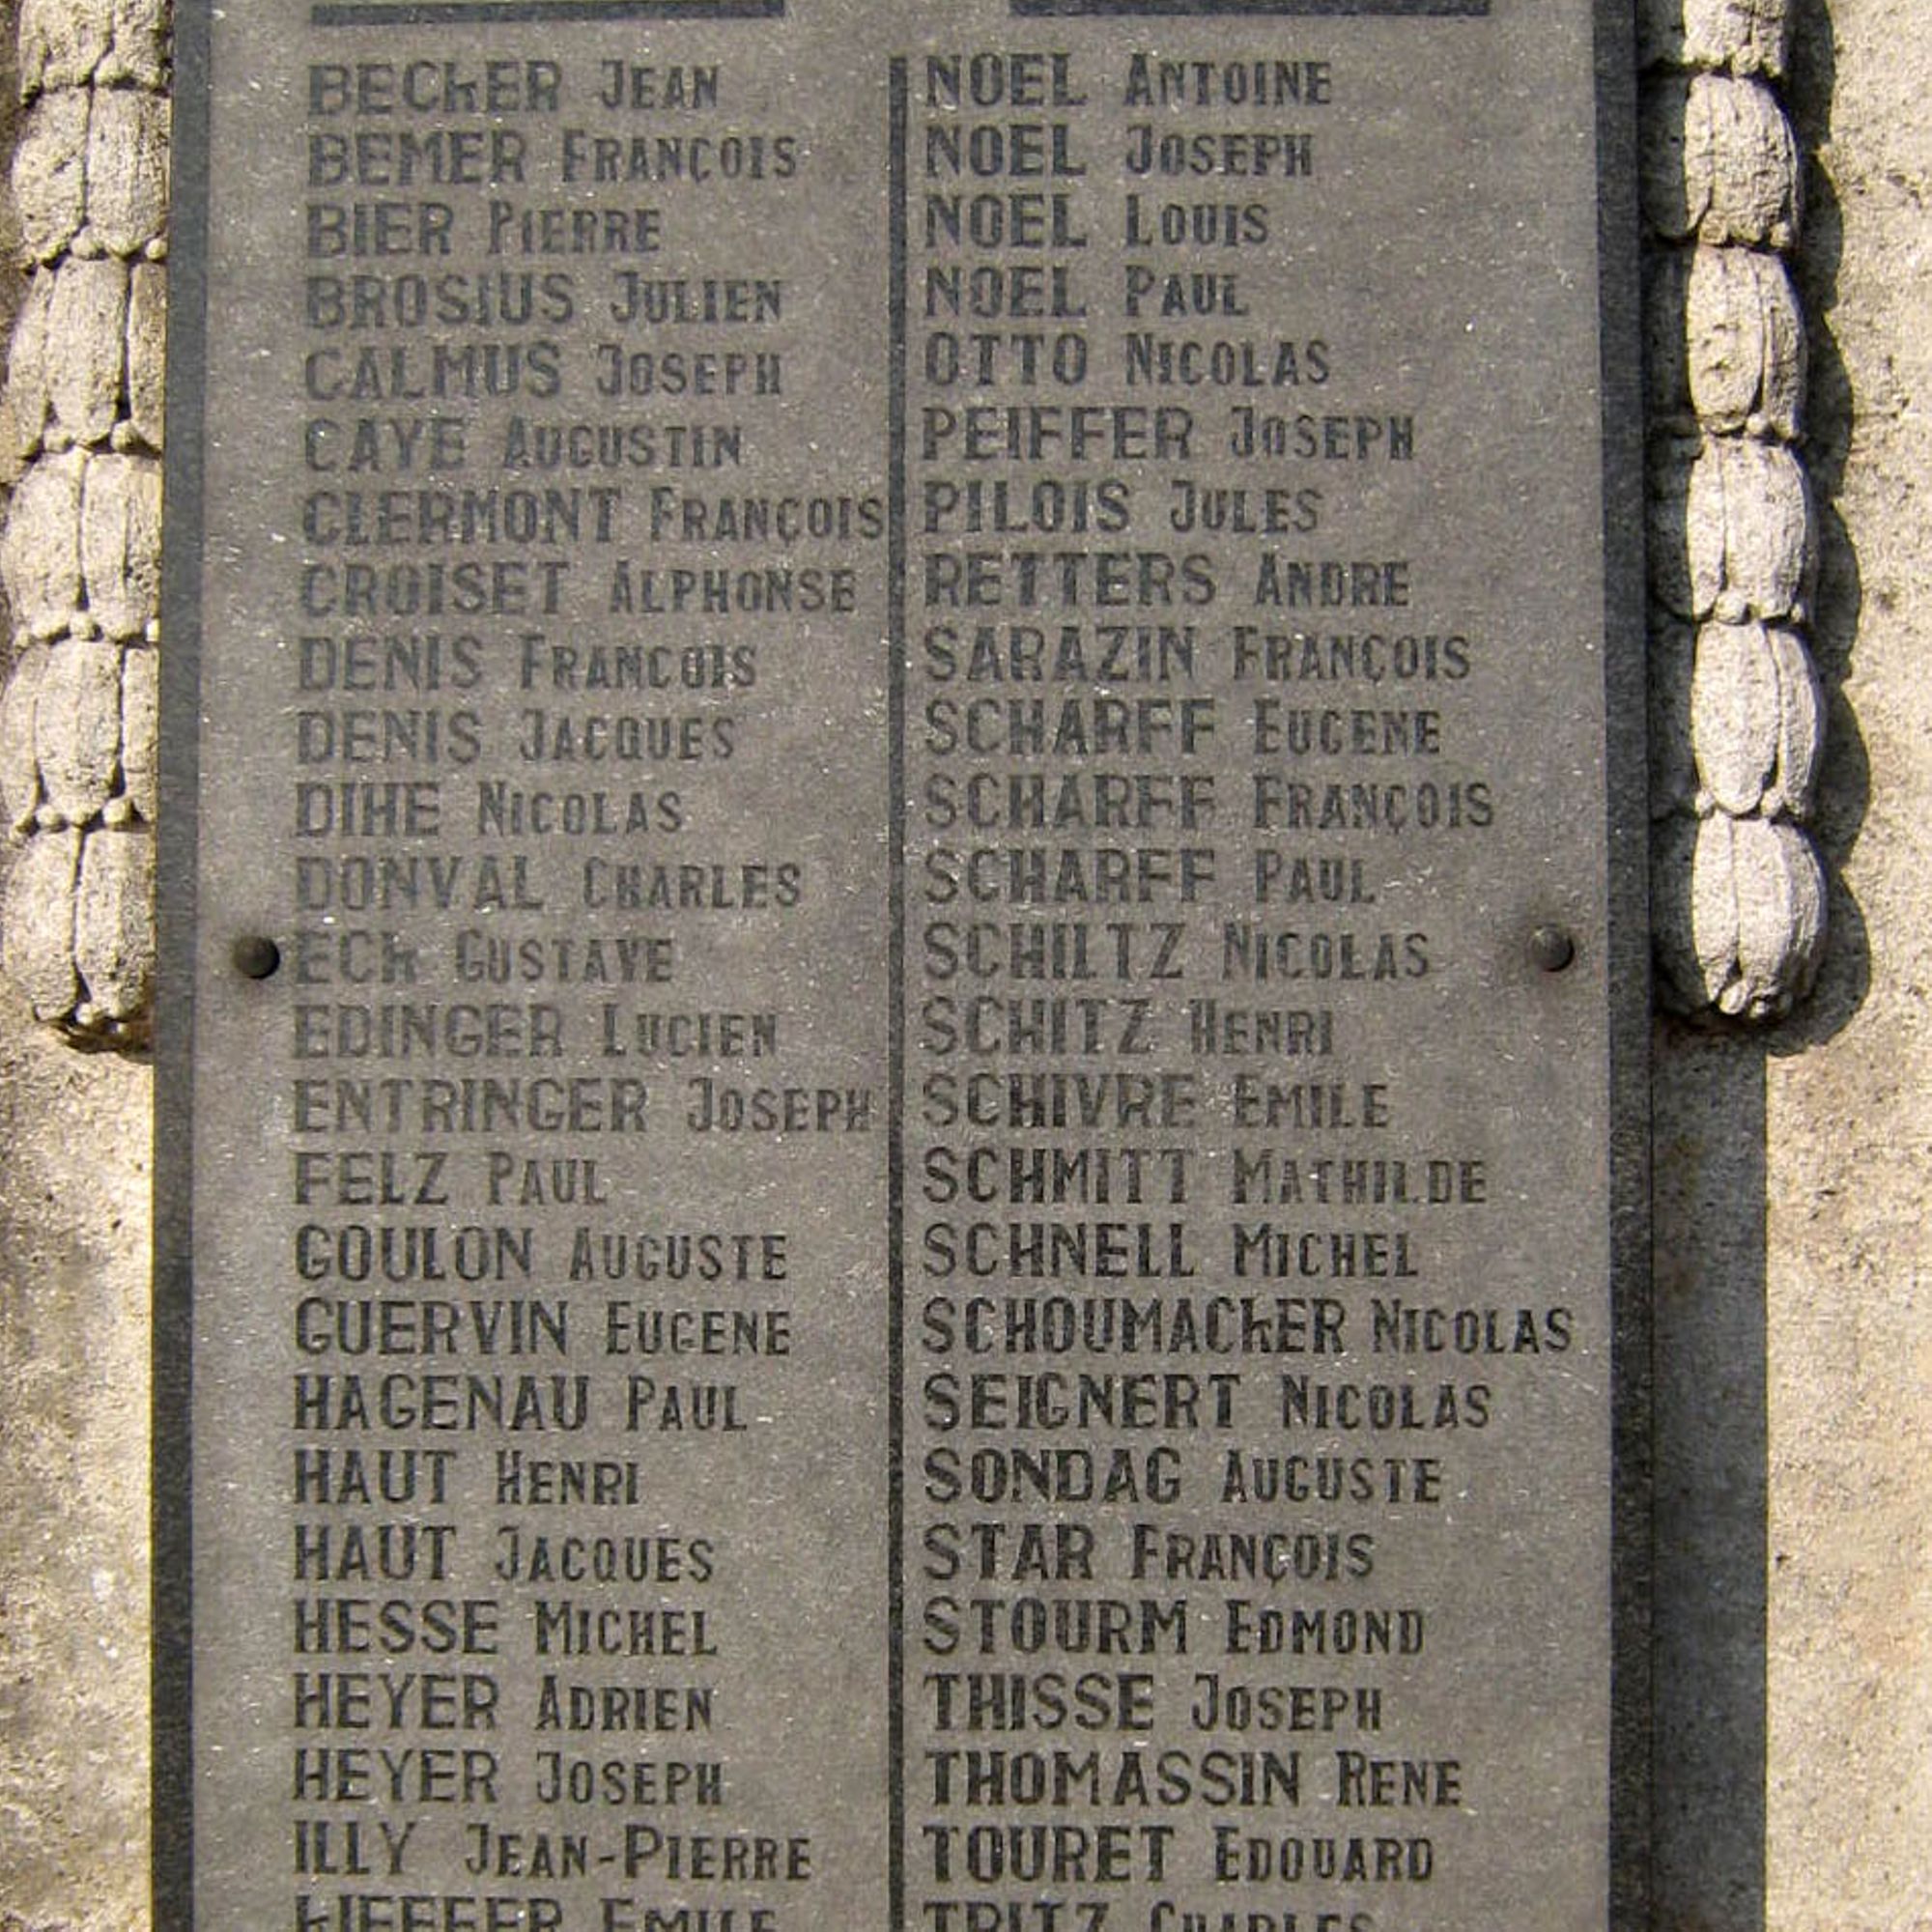 BECKER JEAN
BEMER FRANÇOIS
BIER PIERRE
BROSIUS JULIEN
CALMUS JOSEPH
CAYE AUGUSTIN
CLERMONT FRANÇOIS
CROISET ALPHONSE
DENIS FRANCOIS
DENIS JACQUES
DIHE NICOLAS
DONVAL CHARLES
ECK GUSTAVE
EDINGER LUCIEN
ENTRINGER JOSEPH
FELZ PAUL
GOULON AUGUSTE
GUERVIN EUGENE
HAGENAU PAUL
HAUT HENRI
HAUT JACQUES
HESSE MICHEL
HEYER ADRIEN
HEYER JOSEPH
ILLY JEAN-PIERRE
KIEFFER EMILE
NOEL ANTOINE
NOEL JOSEPH
NOEL LOUIS
NOEL PAUL
OTTO NICOLAS
PEIFFER JOSEPH
PILOIS JULES
RETTERS ANDRE
SARAZIN FRANÇOIS
SCHARFF EUGENE
SCHARFF FRANÇOIS
SCHARFF PAUL
SCHILTZ NICOLAS
SCHITZ HENRI
SCHIVRE EMILE
SCHMITT MATHILDE
SCHNELL MICHEL
SCHOUMACKER NICOLAS
SEIGNERT NICOLAS
SONDAG AUGUSTE
STAR FRANÇOIS
STOURM EDMOND
THISSE JOSEPH
THOMASSIN RENE
TOURET EDOUARD
TRITZ CHARLES